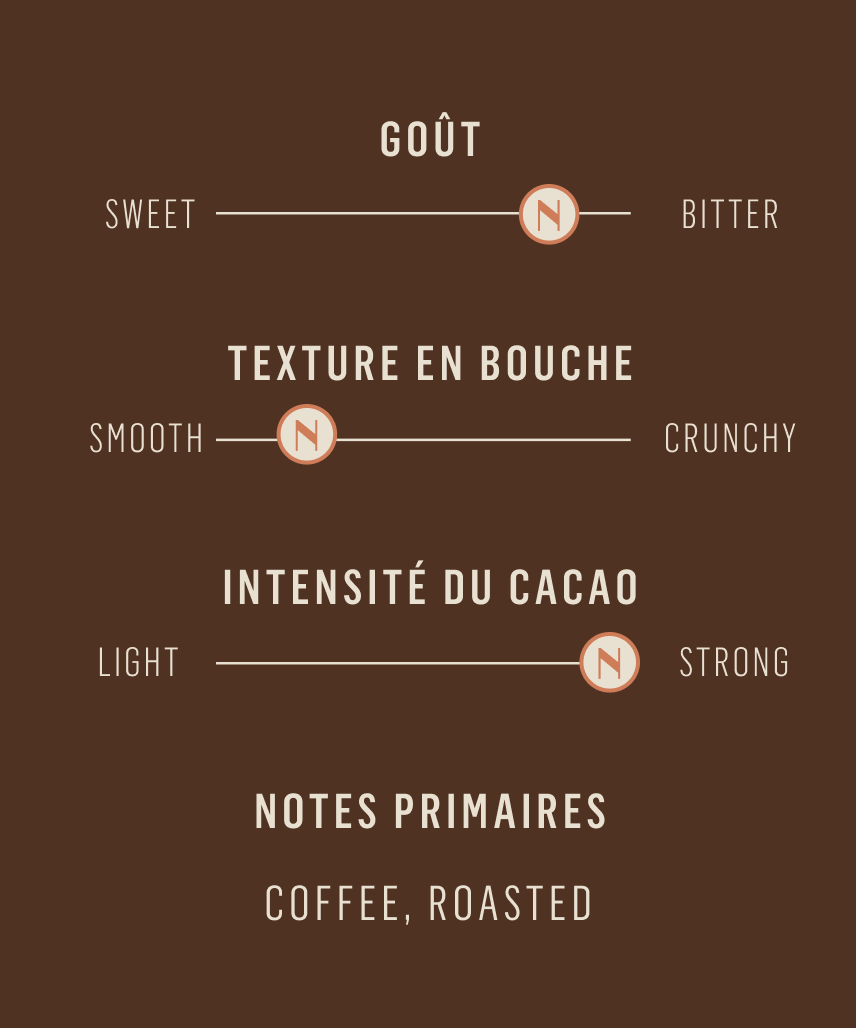 GOÛT
SWEET N BITTER
TEXTURE EN BOUCHE
SMOOTH N CRUNCHY
INTENSITÉ DU CACAO
LIGHT N STRONG
NOTES PRIMAIRES
COFFEE, ROASTED